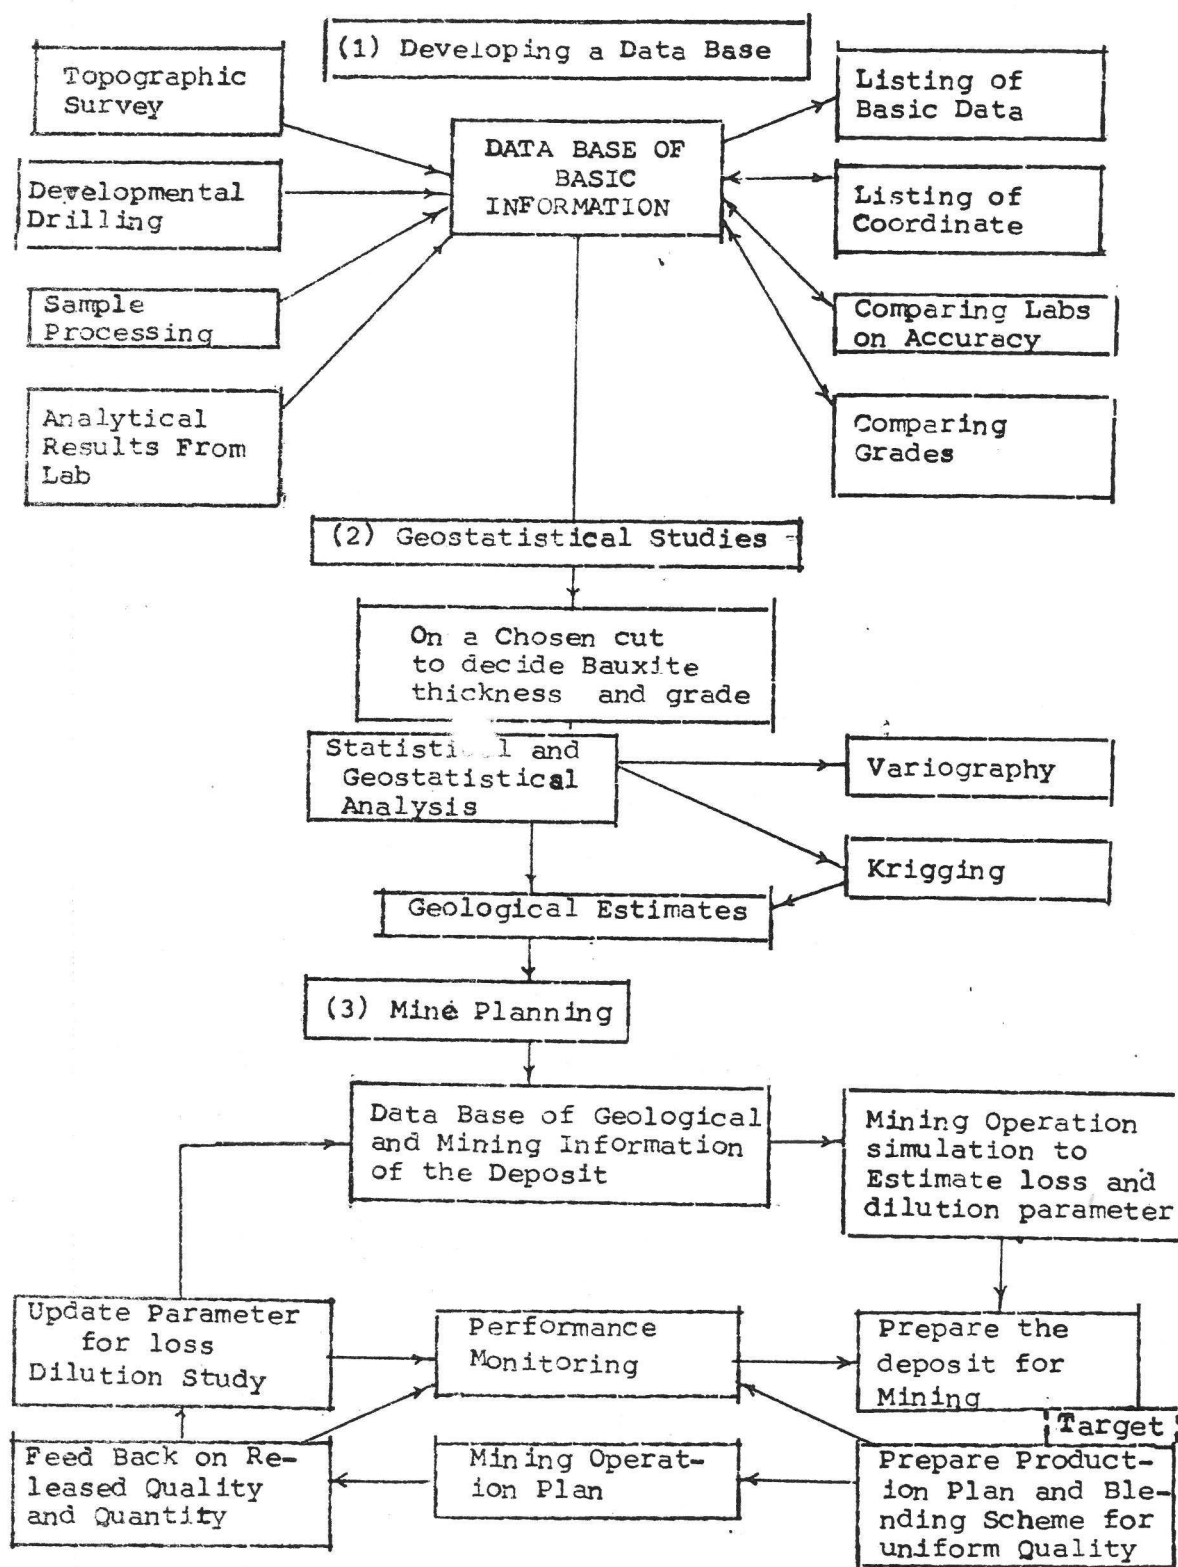 (1) Developing a Data Base
Topographic
Survey
Developmental
Drilling
Sample
Processing
Analytical
Results From
Lab
DATA BASE OF
BASIC
INFORMATION
Listing of
Basic Data
Listing of
Coordinate
Comparing Labs
on Accuracy
Comparing
Grades
(2) Geostatistical Studies
On a Chosen cut
to decide Bauxite
thickness and grade
and
Geostatistical
Analysis
Variography
Krigging
Geological Estimates
(3) Mine Planning
Data Base of Geological
and Mining Information
of the Deposit
Mining Operation
simulation to
Estimate loss and
dilution parameter
Update Parameter
for loss
Dilution Study
Performance
Monitoring
Prepare the
deposit for
Mining
Target
Feed Back on Re-
leased Quality
and Quantity
Mining Operat-
ion Plan
Prepare Product-
ion Plan and Ble-
nding Scheme for
uniform Quality